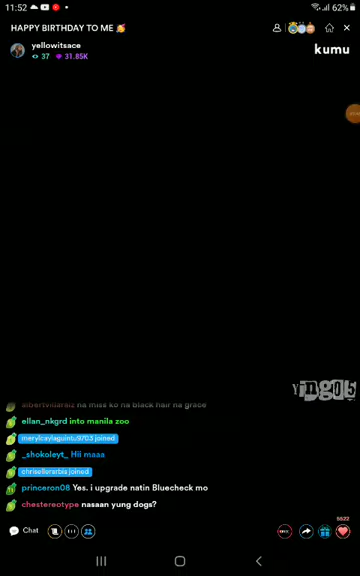 11:52
62%
HAPPY BIRTHDAY TO ME
yellowitsace
37 31.85K
kumu
albertvillaraiz na miss ko na black hair na grace
ellan_nkgrd into manila zoo
joined
_shokoleyt_ Hii maaa
chrisellerarbis joined
princeron08 Yes. i upgrade natin Bluecheck mo
chestereotype nasaan yung dogs?
5622
Chat